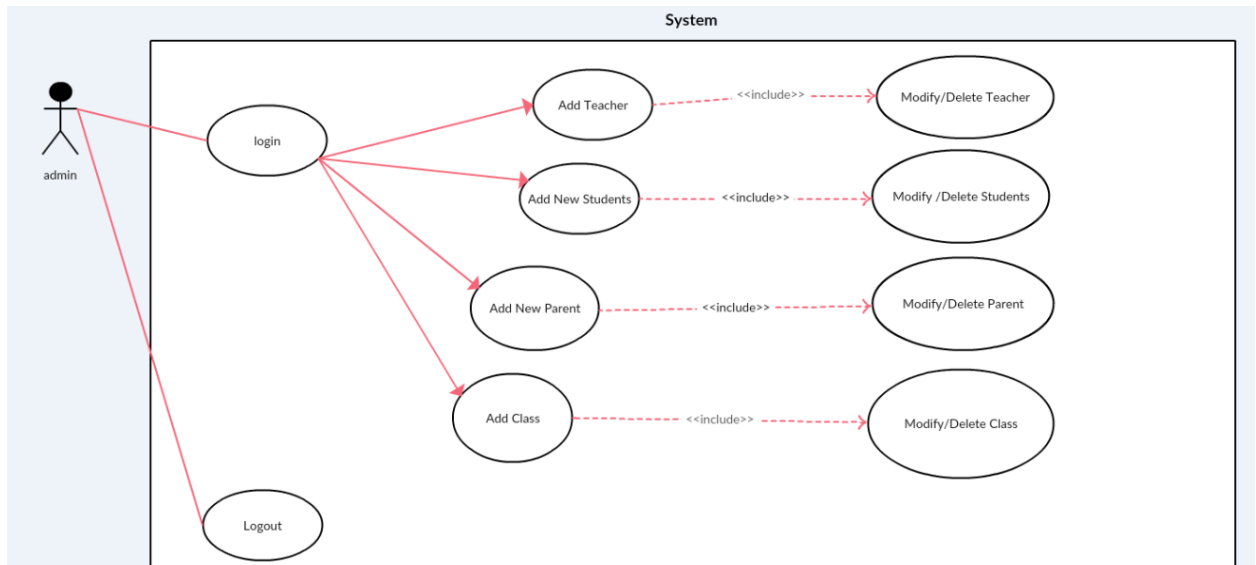 System
Add Teacher
<<include>>
Modify/Delete Teacher
login
admin
Add New Students
<<include>>
Modify /Delete Students
Add New Parent
<<include>>
Modify/Delete Parent
Add Class
<<include>>
Modify/Delete Class
Logout